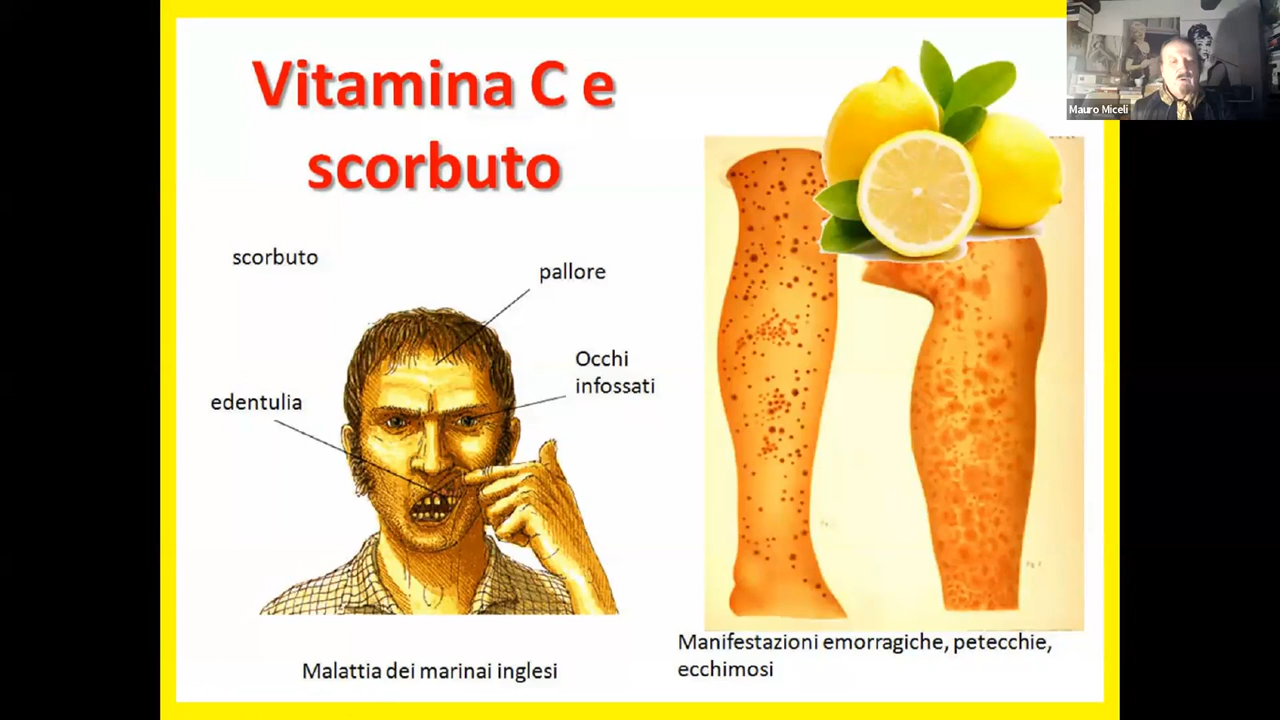 Vitamina C e
scorbuto
Mauro Miceli
scorbuto
pallore
Occhi
infossati
edentulia
Manifestazioni emorragiche, petecchie,
ecchimosi
Malattia dei marinai inglesi